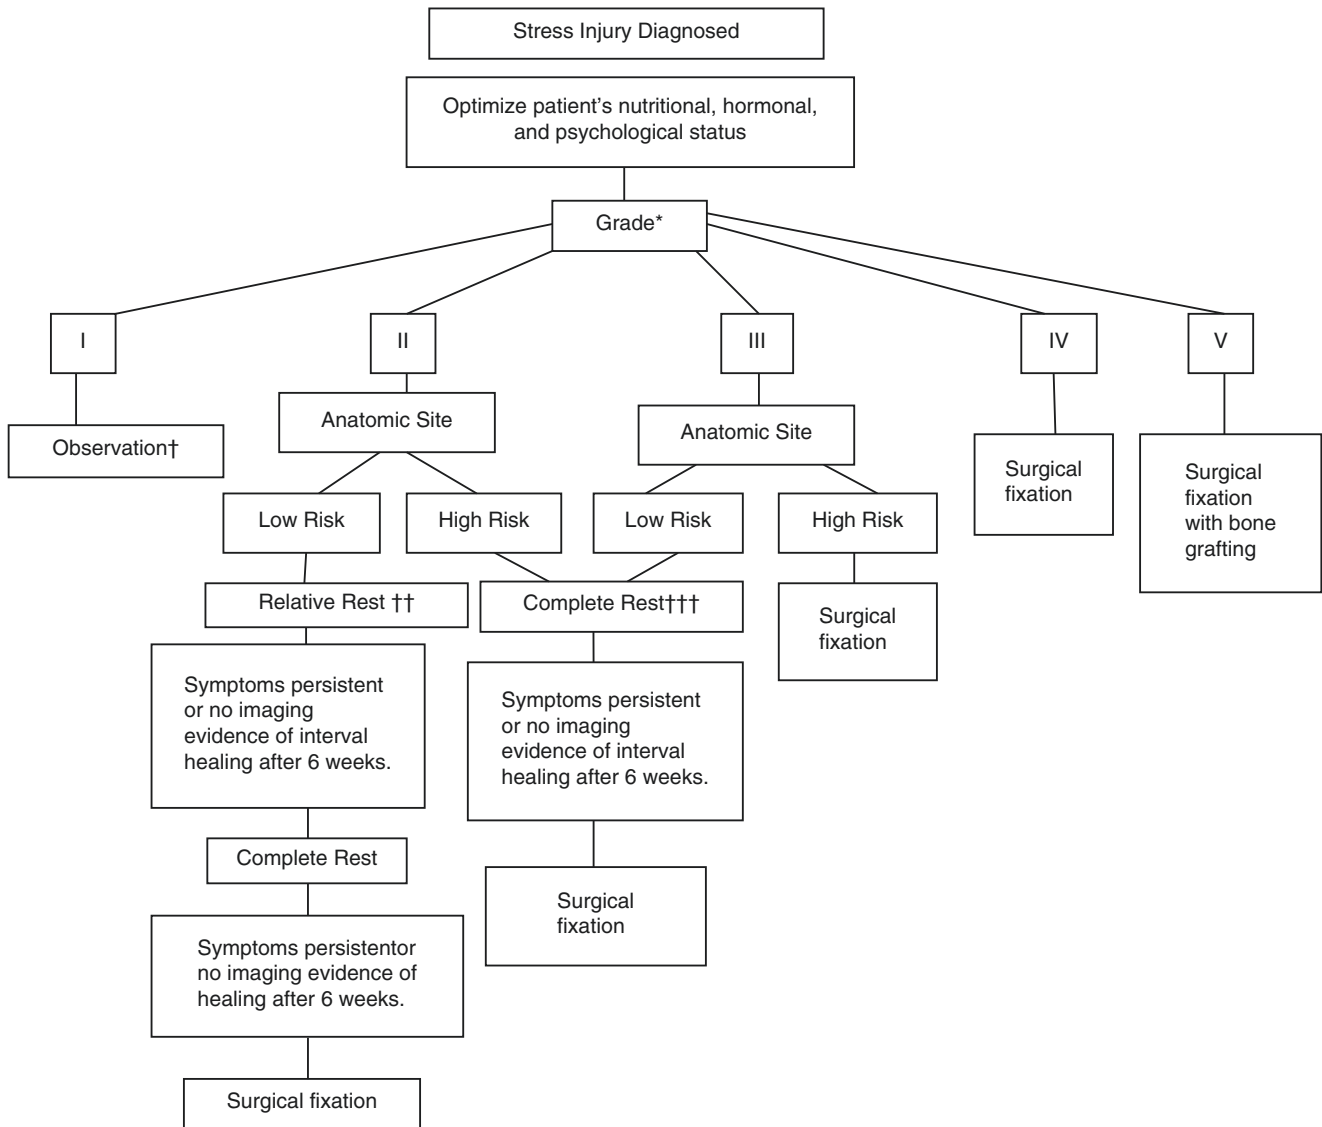 Stress Injury Diagnosed
Optimize patient's nutritional, hormonal,
and psychological status
Grade*
I
II
III
IV
V
Observation†
Anatomic Site
Anatomic Site
Surgical
fixation
Surgical
fixation
with bone
grafting
Low Risk
High Risk
Low Risk
High Risk
Relative Rest ††
Complete Rest†††
Surgical
fixation
Symptoms persistent
or no imaging
evidence of interval
healing after 6 weeks.
Symptoms persistent
or no imaging
evidence of interval
healing after 6 weeks.
Complete Rest
Surgical
fixation
Symptoms persistentor
no imaging evidence of
healing after 6 weeks.
Surgical fixation